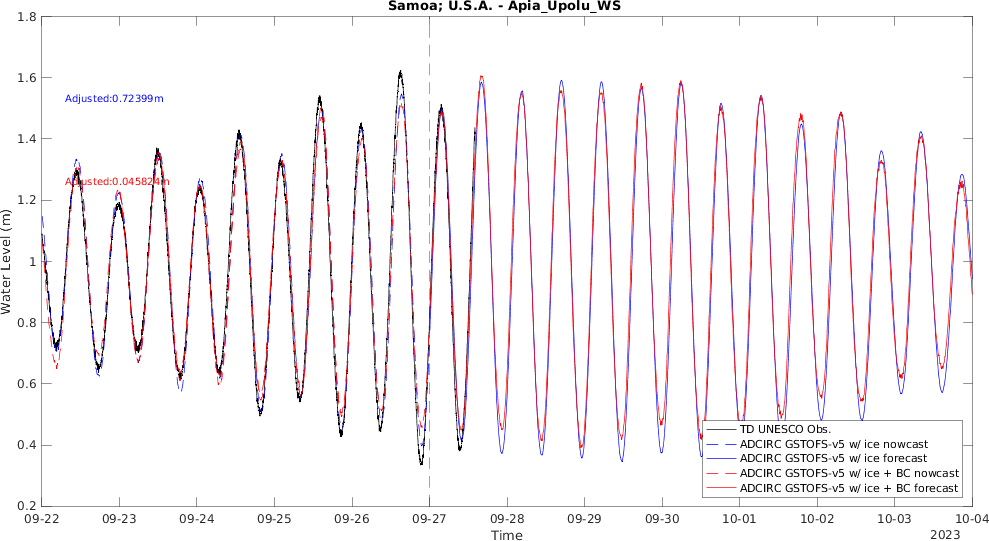 Samoa; U.S.A. - Apia_Upolu_WS
1.8
1.6
1.4
1.2
1
0.8
0.6
0.4
0.2
Water Level (m)
Adjusted:0.72399m
Adjusted:0.045824m
TD UNESCO Obs.
ADCIRC GSTOFS-v5 w/ ice nowcast
ADCIRC GSTOFS-v5 w/ ice forecast
ADCIRC GSTOFS-v5 w/ ice + BC nowcast
ADCIRC GSTOFS-v5 w/ ice + BC forecast
09-22 09-23 09-24 09-25 09-26 09-27 09-28 09-29 09-30 10-01 10-02 10-03 10-04
Time
2023